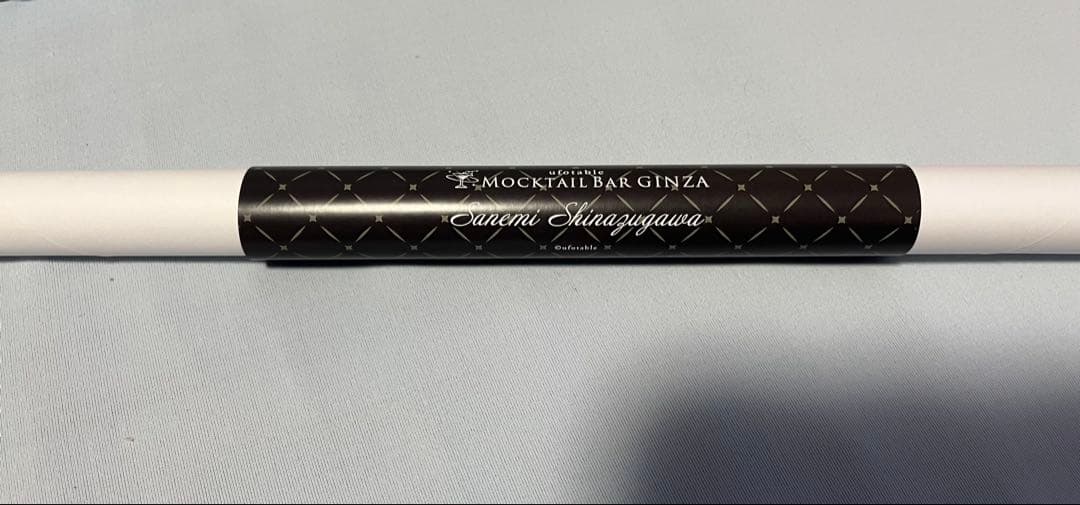 ufotable
MOCKTAIL BAR GINZA
Sanemi Shinazugawa
©ufotable